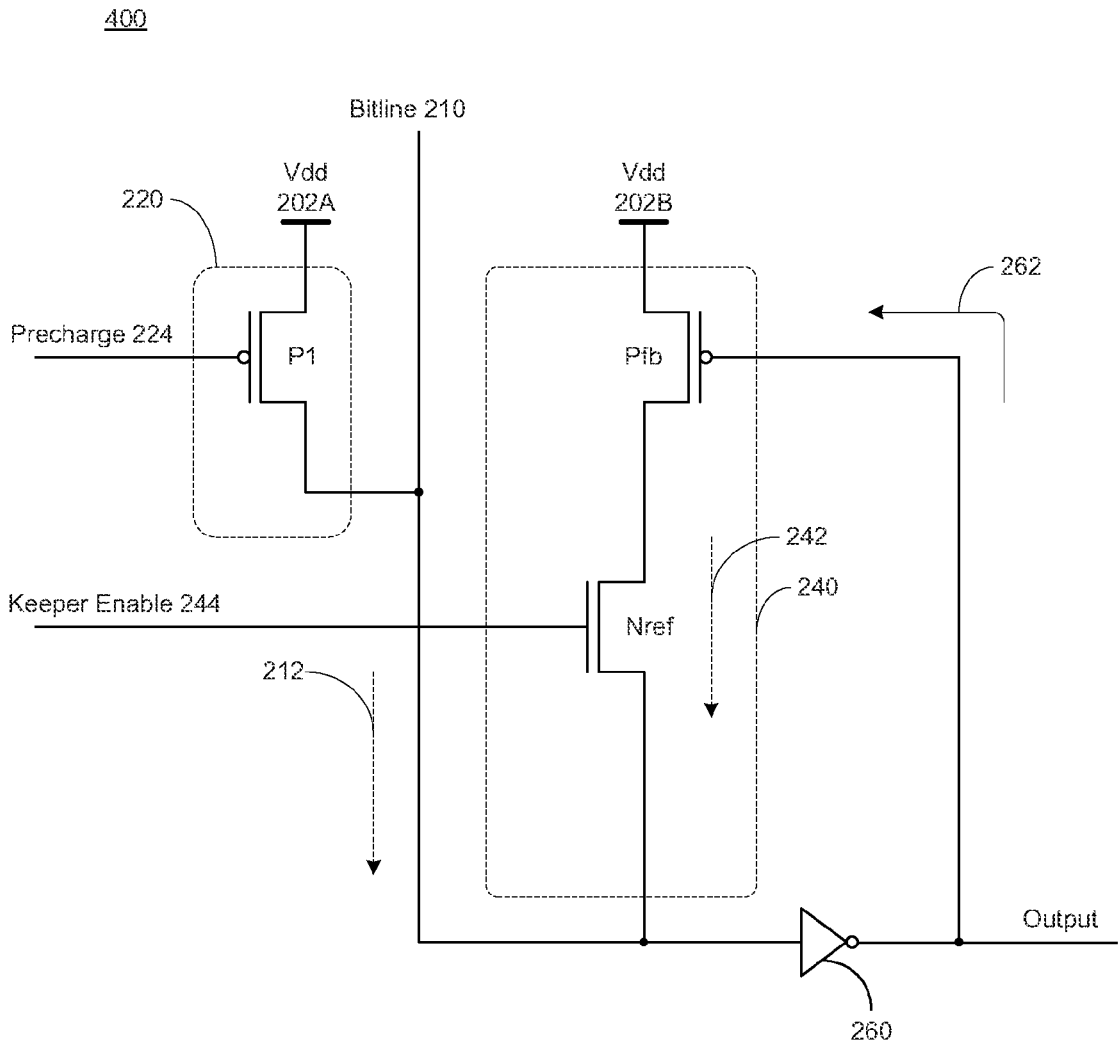 400
Bitline 210
Vdd
202A
Vdd
202B
220
262
Precharge 224
P1
Pfb
242
240
Keeper Enable 244
Nref
212
Output
260